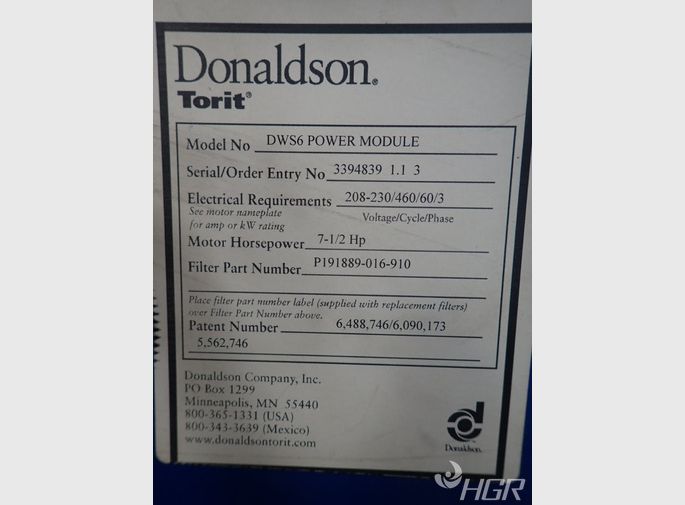 Donaldson®
Torit®
Model No DWS6 POWER MODULE
Serial/Order Entry No 3394839 1.1 3
Electrical Requirements 208-230/460/60/3
See motor nameplate Voltage/Cycle/Phase
for amp or kW rating
Motor Horsepower 7-1/2 Hp
Filter Part Number P191889-016-910
Place filter part number label (supplied with replacement filters)
over Filter Part Number above.
Patent Number 6,488,746/6,090,173
5,562,746
Donaldson Company, Inc.
PO Box 1299
Minneapolis, MN 55440
800-365-1331 (USA)
800-343-3639 (Mexico)
www.donaldsontorit.com
Donaldson.
HGR